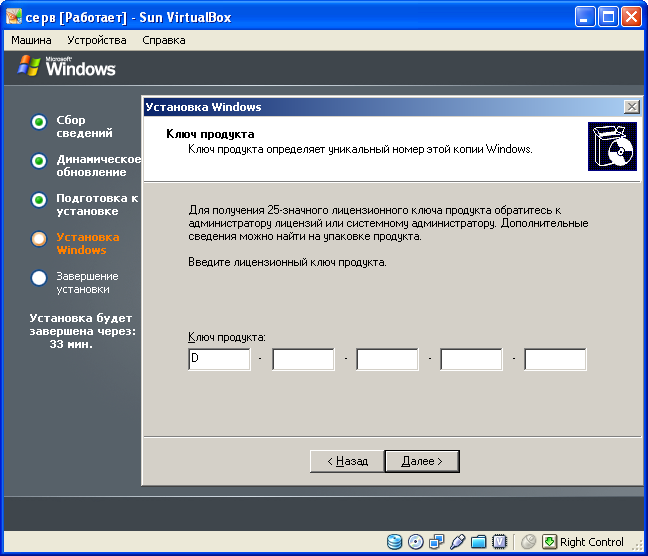 серв [Работает] - Sun VirtualBox
Машина Устройства Справка
Microsoft
Windows
Установка Windows
Ключ продукта
Ключ продукта определяет уникальный номер этой копии Windows.
Сбор
сведений
Динамическое
обновление
Подготовка к
установке
Установка
Windows
Завершение
установки
Установка будет
завершена через:
33 мин.
Для получения 25-значного лицензионного ключа продукта обратитесь к
администратору лицензий или системному администратору. Дополнительные
сведения можно найти на упаковке продукта.
Введите лицензионный ключ продукта.
Ключ продукта:
D - - - -
< Назад Далее >
Right Control